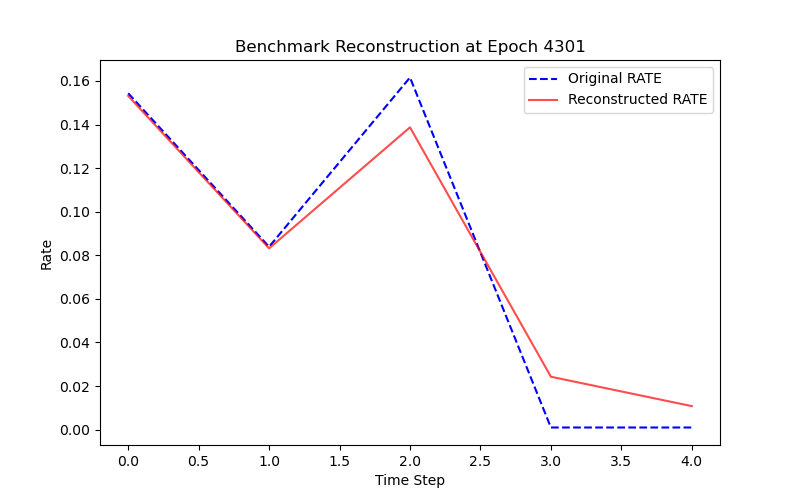 Benchmark Reconstruction at Epoch 4301
Original RATE
Reconstructed RATE
0.16
0.14
0.12
0.10
0.08
0.06
0.04
0.02
0.00
Rate
0.0 0.5 1.0 1.5 2.0 2.5 3.0 3.5 4.0
Time Step